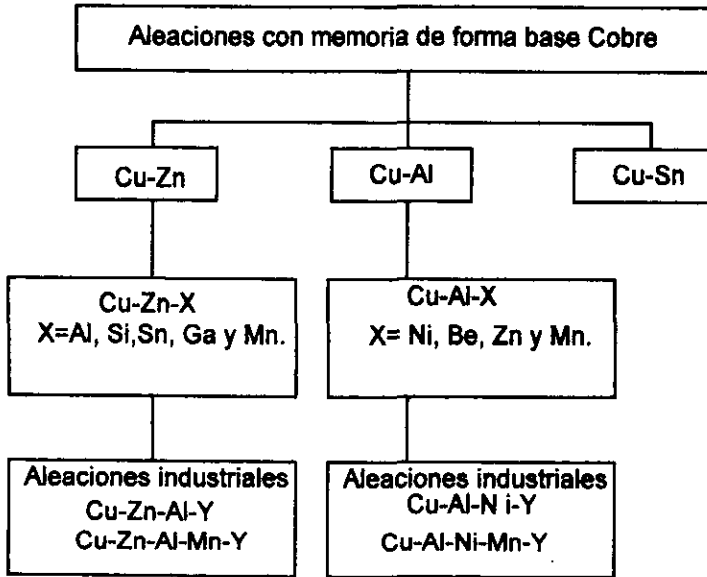 Aleaciones con memoria de forma base Cobre
Cu-Zn
Cu-Al
Cu-Sn
Cu-Zn-X
X=Al, Si,Sn, Ga y Mn.
Cu-Al-X
X= Ni, Be, Zn y Mn.
Aleaciones industriales
Cu-Zn-Al-Y
Cu-Zn-Al-Mn-Y
Aleaciones industriales
Cu-Al-N i-Y
Cu-Al-Ni-Mn-Y